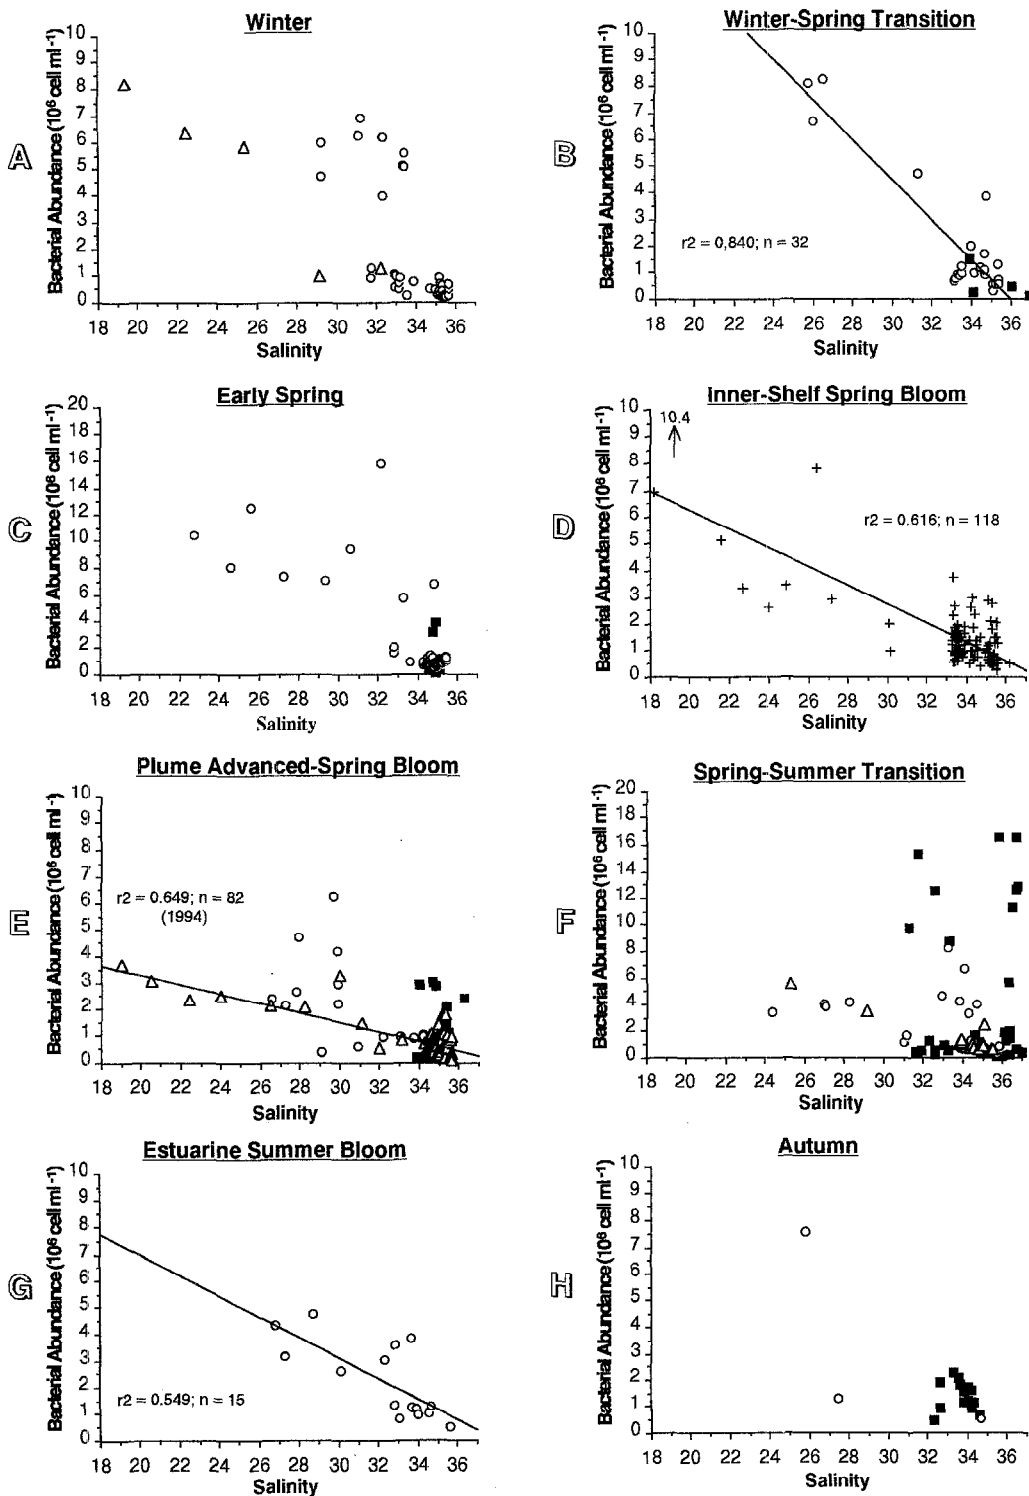 Winter
A
Bacterial Abundance (10⁶ cell ml⁻¹)
10
9
8
7
6
5
4
3
2
1
0
18 20 22 24 26 28 30 32 34 36
Salinity
Winter-Spring Transition
B
Bacterial Abundance (10⁶ cell ml⁻¹)
10
9
8
7
6
5
4
3
2
1
0
r2 = 0,840; n = 32
18 20 22 24 26 28 30 32 34 36
Salinity
Early Spring
C
Bacterial Abundance (10⁶ cell ml⁻¹)
20
18
16
14
12
10
8
6
4
2
0
18 20 22 24 26 28 30 32 34 36
Salinity
Inner-Shelf Spring Bloom
D
Bacterial Abundance (10⁶ cell ml⁻¹)
10
9
8
7
6
5
4
3
2
1
0
10.4
r2 = 0.616; n = 118
18 20 22 24 26 28 30 32 34 36
Salinity
Plume Advanced-Spring Bloom
E
Bacterial Abundance (10⁶ cell ml⁻¹)
10
9
8
7
6
5
4
3
2
1
0
r2 = 0.649; n = 82
(1994)
18 20 22 24 26 28 30 32 34 36
Salinity
Spring-Summer Transition
F
Bacterial Abundance (10⁶ cell ml⁻¹)
20
18
16
14
12
10
8
6
4
2
0
18 20 22 24 26 28 30 32 34 36
Salinity
Estuarine Summer Bloom
G
Bacterial Abundance (10⁶ cell ml⁻¹)
10
9
8
7
6
5
4
3
2
1
0
r2 = 0.549; n = 15
18 20 22 24 26 28 30 32 34 36
Salinity
Autumn
H
Bacterial Abundance (10⁶ cell ml⁻¹)
10
9
8
7
6
5
4
3
2
1
0
18 20 22 24 26 28 30 32 34 36
Salinity